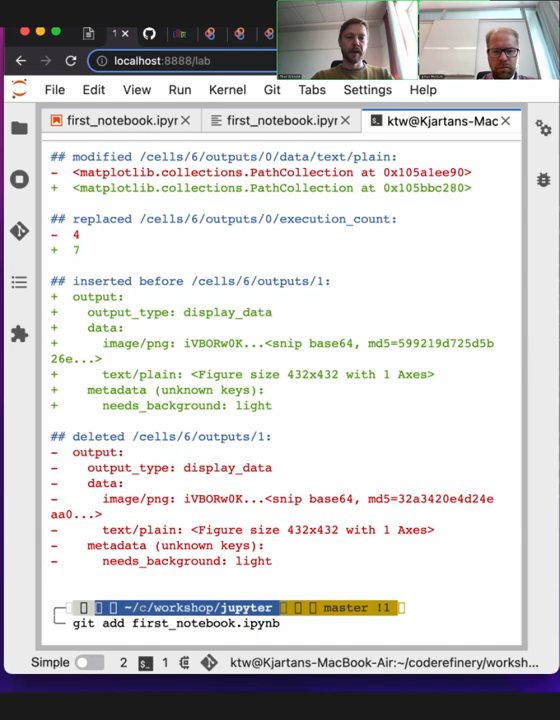 1
localhost:8888/lab
File Edit View Run Kernel Git Tabs Settings Help
first_notebook.ipyr
first_notebook.ipyr
ktw@Kjartans-Mac
## modified /cells/6/outputs/0/data/text/plain:
- <matplotlib.collections.PathCollection at 0x105a1ee90>
+ <matplotlib.collections.PathCollection at 0x105bbc280>
## replaced /cells/6/outputs/0/execution_count:
- 4
+ 7
## inserted before /cells/6/outputs/1:
+ output:
+ output_type: display_data
+ data:
+ image/png: iVBORw0K...<snip base64, md5=599219d725d5b
26e...>
+ text/plain: <Figure size 432x432 with 1 Axes>
+ metadata (unknown keys):
+ needs_background: light
## deleted /cells/6/outputs/1:
- output:
- output_type: display_data
- data:
- image/png: iVBORw0K...<snip base64, md5=32a3420e4d24e
aa0...>
- text/plain: <Figure size 432x432 with 1 Axes>
- metadata (unknown keys):
- needs_background: light
~/c/workshop/jupyter master !1
git add first_notebook.ipynb
Simple 2 1 ktw@Kjartans-MacBook-Air:~/coderefinery/worksh...